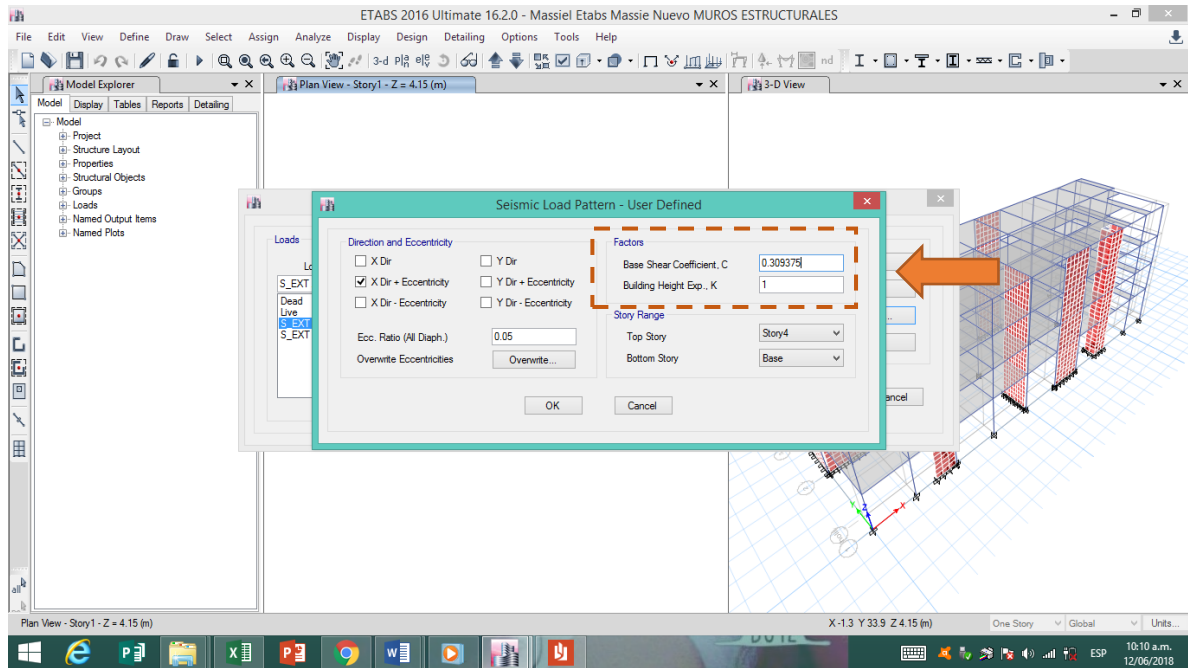 ETABS 2016 Ultimate 16.2.0 - Massiel Etabs Massie Nuevo MUROS ESTRUCTURALES
File Edit View Define Draw Select Assign Analyze Display Design Detailing Options Tools Help
3-d nd
Model Explorer
Plan View - Story1 - Z = 4.15 (m)
3-D View
Model Display Tables Reports Detailing
Model
Project
Structure Layout
Properties
Structural Objects
Groups
Loads
Named Output Items
Named Plots
Seismic Load Pattern - User Defined
Loads
S_EXT
Dead
Live
S_EXT
S_EXT
Direction and Eccentricity
X Dir Y Dir
X Dir + Eccentricity Y Dir + Eccentricity
X Dir - Eccentricity Y Dir - Eccentricity
Ecc. Ratio (All Diaph.) 0.05
Overwrite Eccentricities Overwrite...
Factors
Base Shear Coefficient, C 0.309375
Building Height Exp., K 1
Story Range
Top Story Story4
Bottom Story Base
OK Cancel
ancel
X
Y
Z
all
Plan View - Story1 - Z = 4.15 (m) X -1.3 Y 33.9 Z 4.15 (m) One Story Global Units...
ESP
10:10 a.m.
12/06/2018